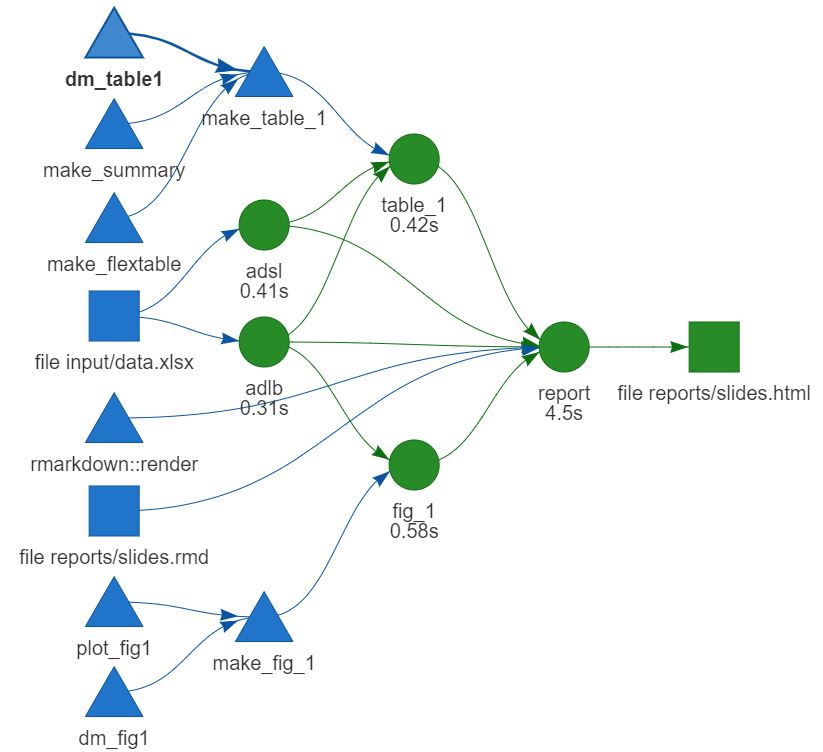 dm_table1
make_table_1
make_summary
table_1
0.42s
make_flextable
adsl
0.41s
file input/data.xlsx
adlb
0.31s
report
4.5s
file reports/slides.html
rmarkdown::render
fig_1
0.58s
file reports/slides.rmd
plot_fig1
make_fig_1
dm_fig1